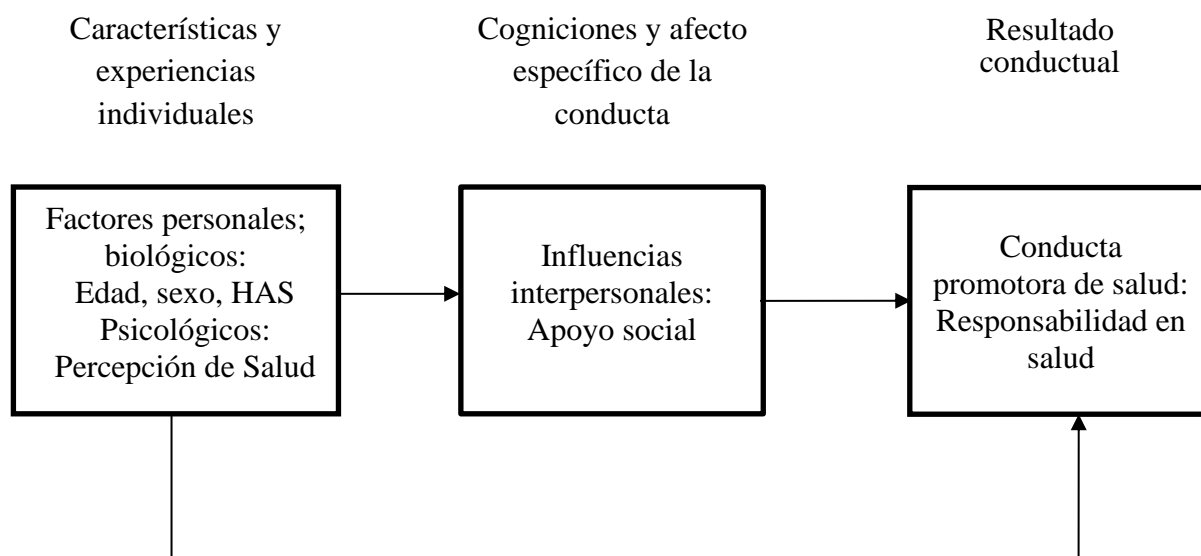 Características y
experiencias
individuales
Cogniciones y afecto
específico de la
conducta
Resultado
conductual
Factores personales;
biológicos:
Edad, sexo, HAS
Psicológicos:
Percepción de Salud
Influencias
interpersonales:
Apoyo social
Conducta
promotora de salud:
Responsabilidad en
salud